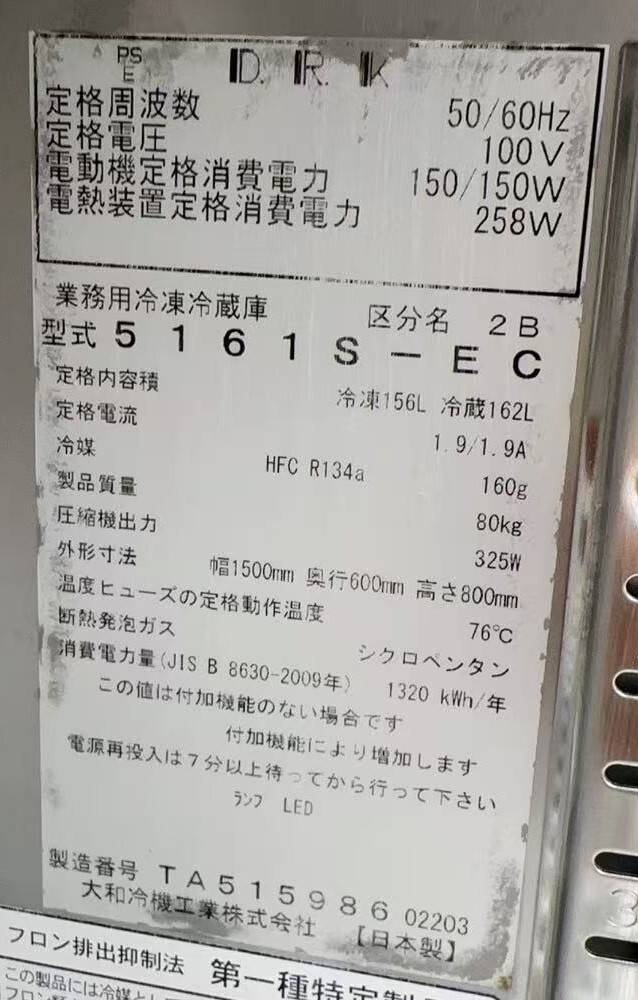 PS
E
D.R.K
定格周波数 50/60Hz
定格電圧 100V
電動機定格消費電力 150/150W
電熱装置定格消費電力 258W
業務用冷凍冷蔵庫 区分名 2B
型式 5161S-EC
定格内容積 冷凍156L 冷蔵162L
定格電流 1.9/1.9A
冷媒 HFC R134a 160g
製品質量 80kg
圧縮機出力 325W
外形寸法 幅1500mm 奥行600mm 高さ800mm
温度ヒューズの定格動作温度 76℃
断熱発泡ガス シクロペンタン
消費電力量(JIS B 8630-2009年) 1320 kWh/年
この値は付加機能のない場合です
付加機能により増加します
電源再投入は7分以上待ってから行って下さい
ランプ LED
製造番号 TA515986 02203
大和冷機工業株式会社 【日本製】
フロン排出抑制法 第一種特定製
この製品には冷媒とし
3